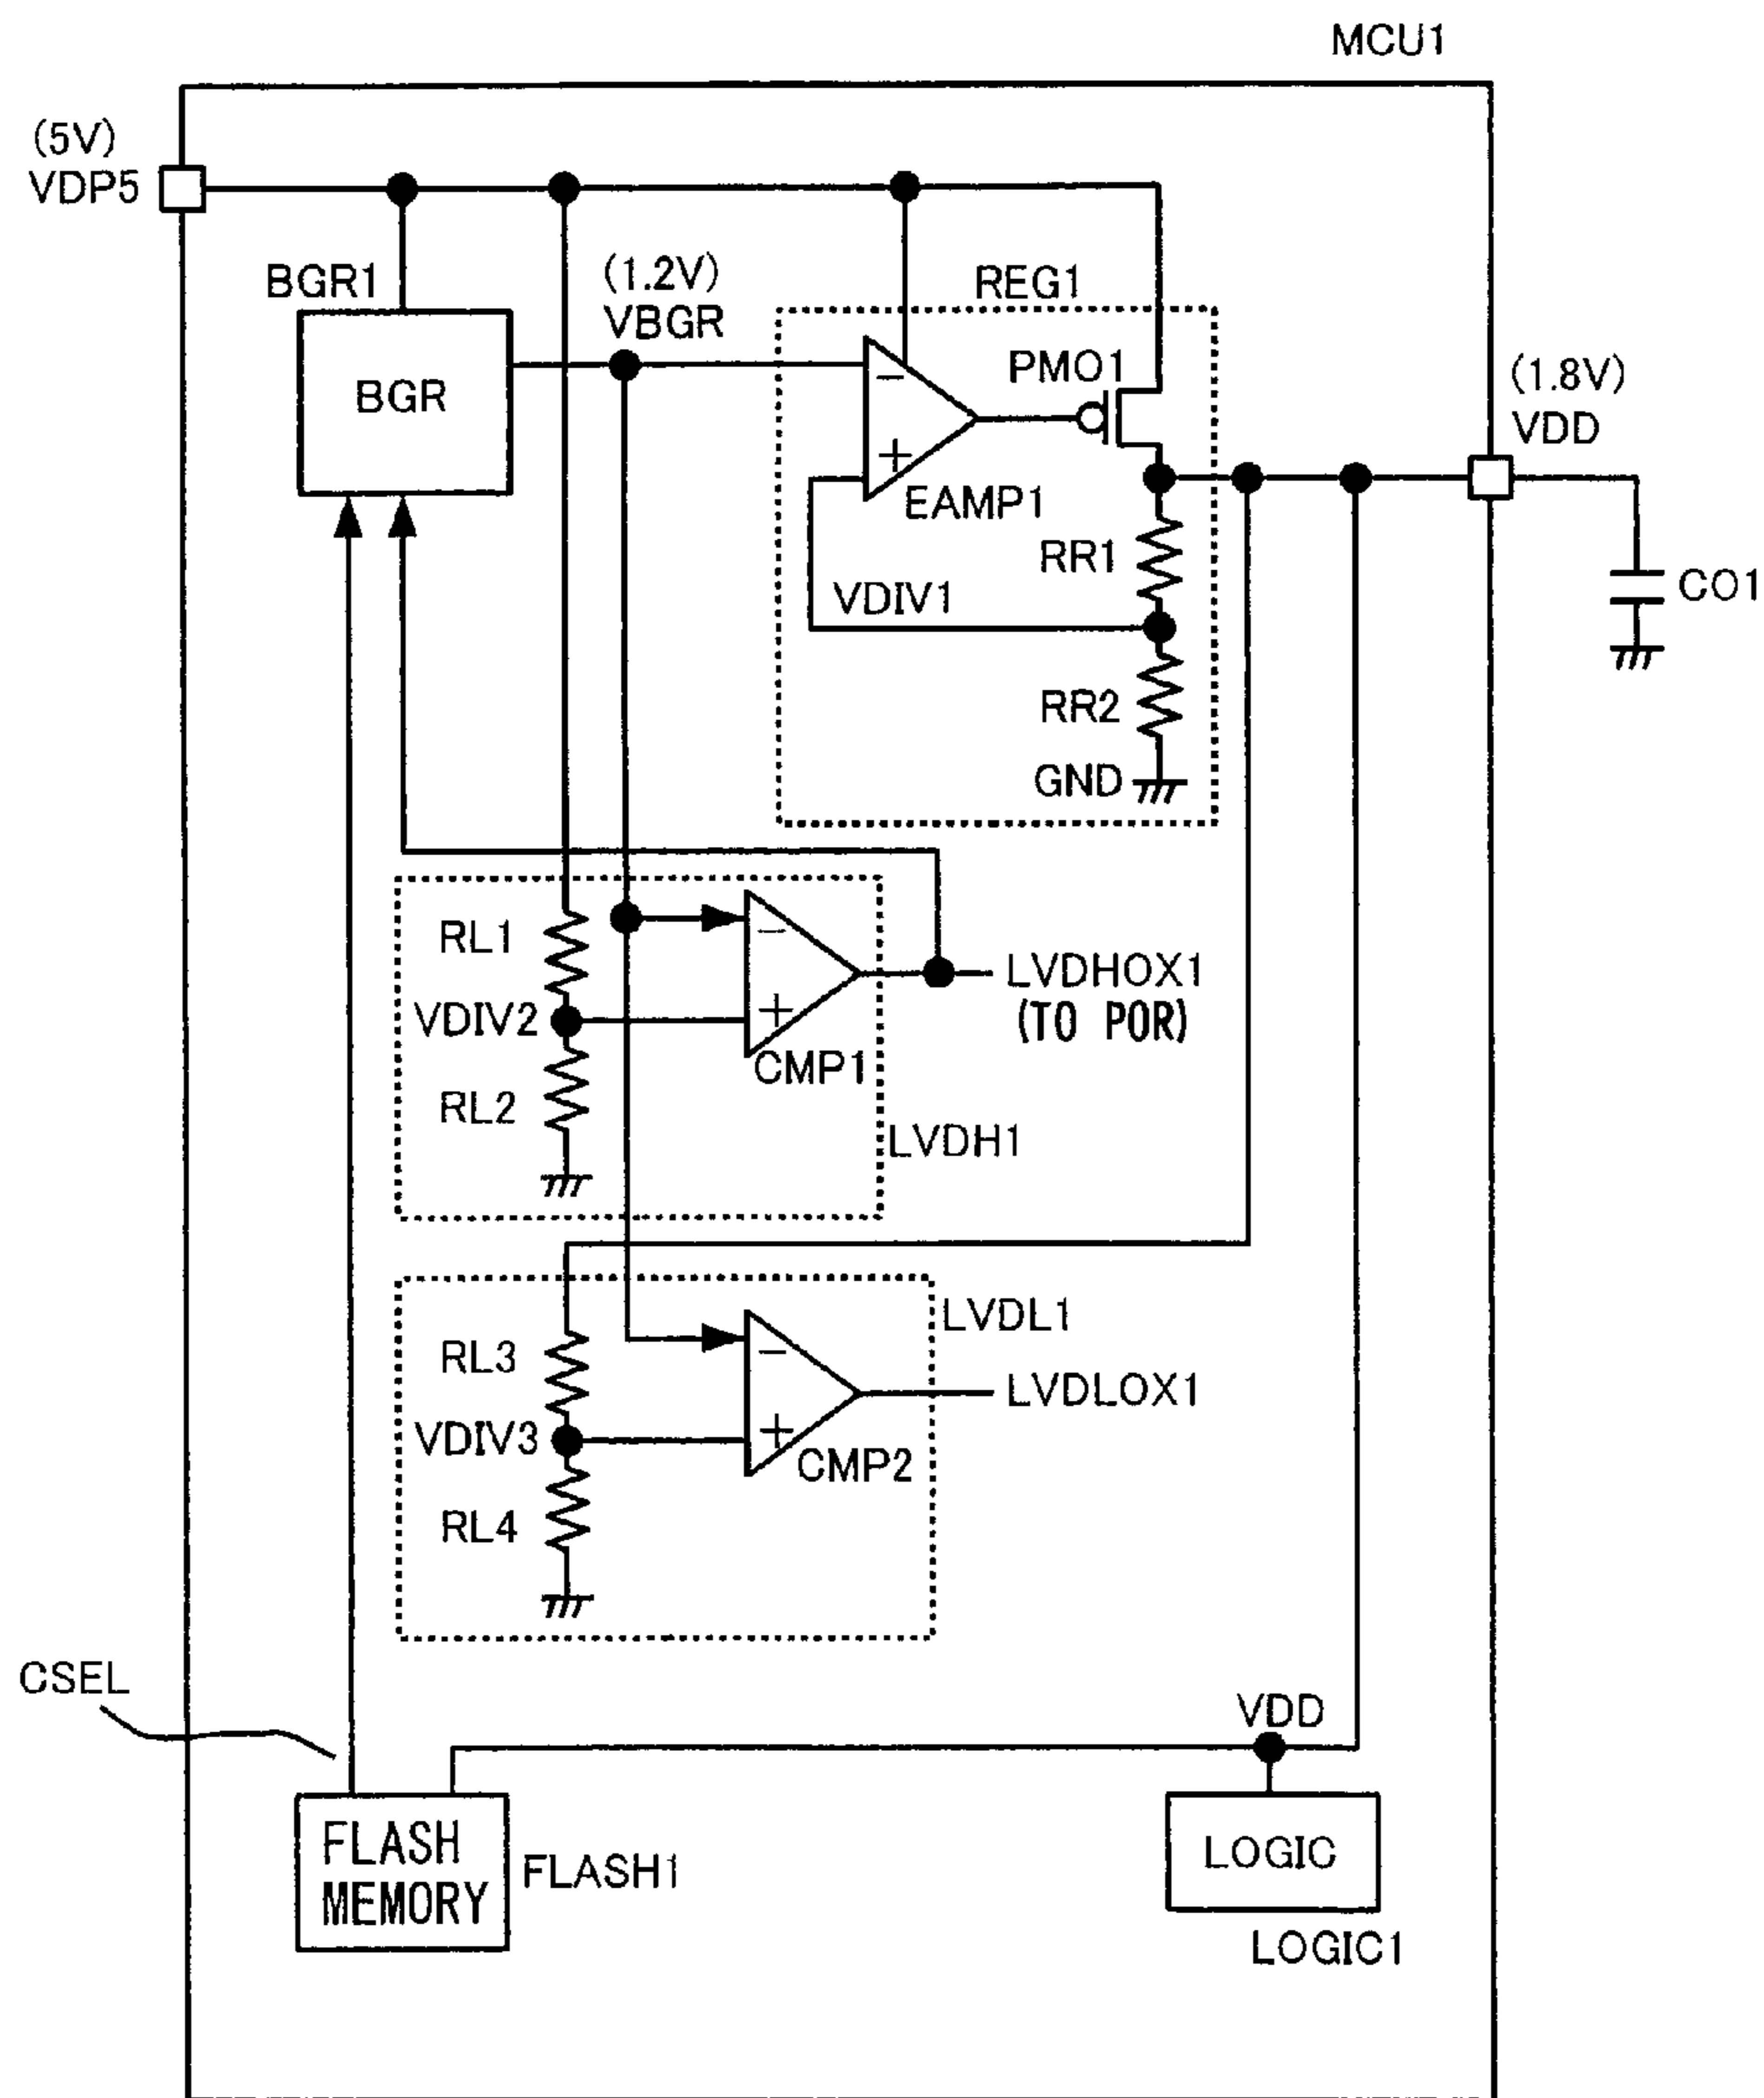 MCU1
(5V)
VDP5
BGR1
(1.2V)
VBGR
REG1
BGR
PMO1
(1.8V)
VDD
−
+
EAMP1
RR1
CO1
VDIV1
RR2
GND
RL1
−
LVDHOX1
(TO POR)
VDIV2
+
CMP1
RL2
LVDH1
LVDL1
RL3
−
LVDLOX1
VDIV3
+
CMP2
RL4
CSEL
VDD
FLASH
MEMORY
FLASH1
LOGIC
LOGIC1